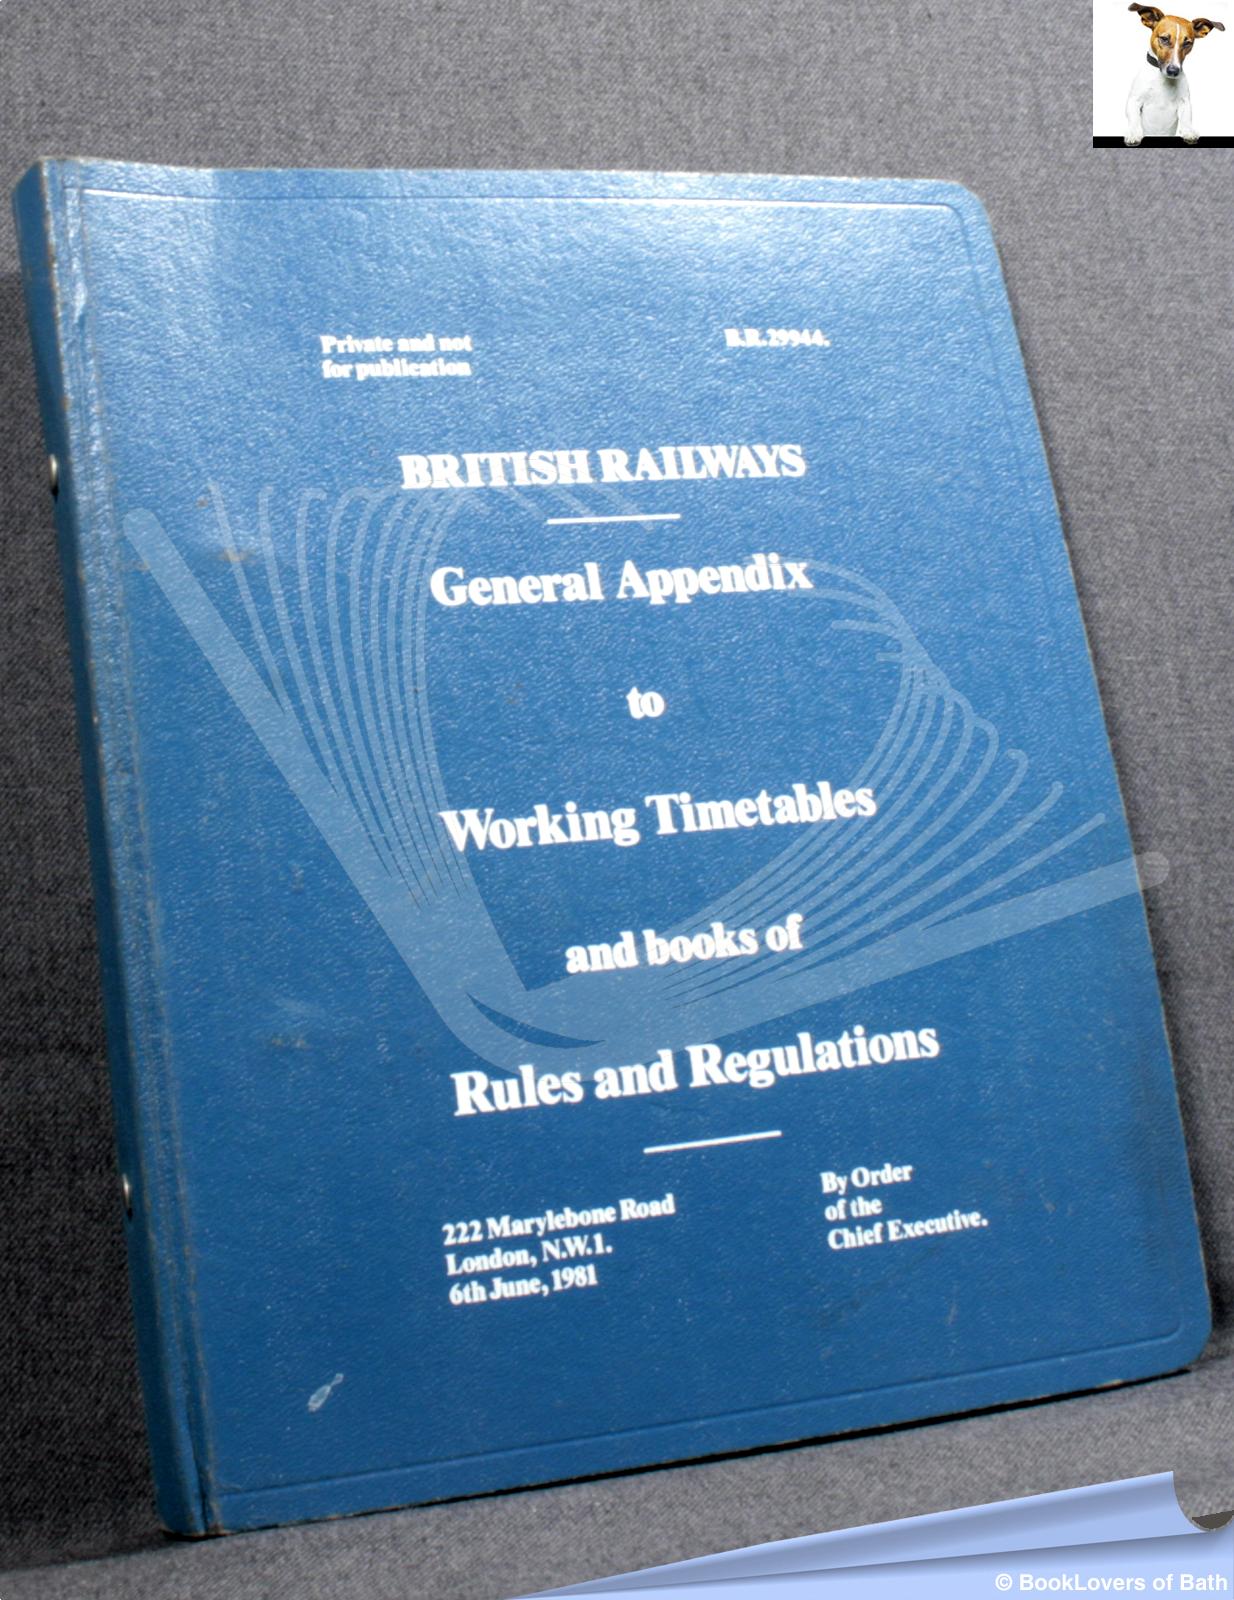 Private and not
for publication
B.R.29944.
BRITISH RAILWAYS
General Appendix
to
Working Timetables
and books of
Rules and Regulations
222 Marylebone Road
London, N.W.1.
6th June, 1981
By Order
of the
Chief Executive.
© BookLovers of Bath